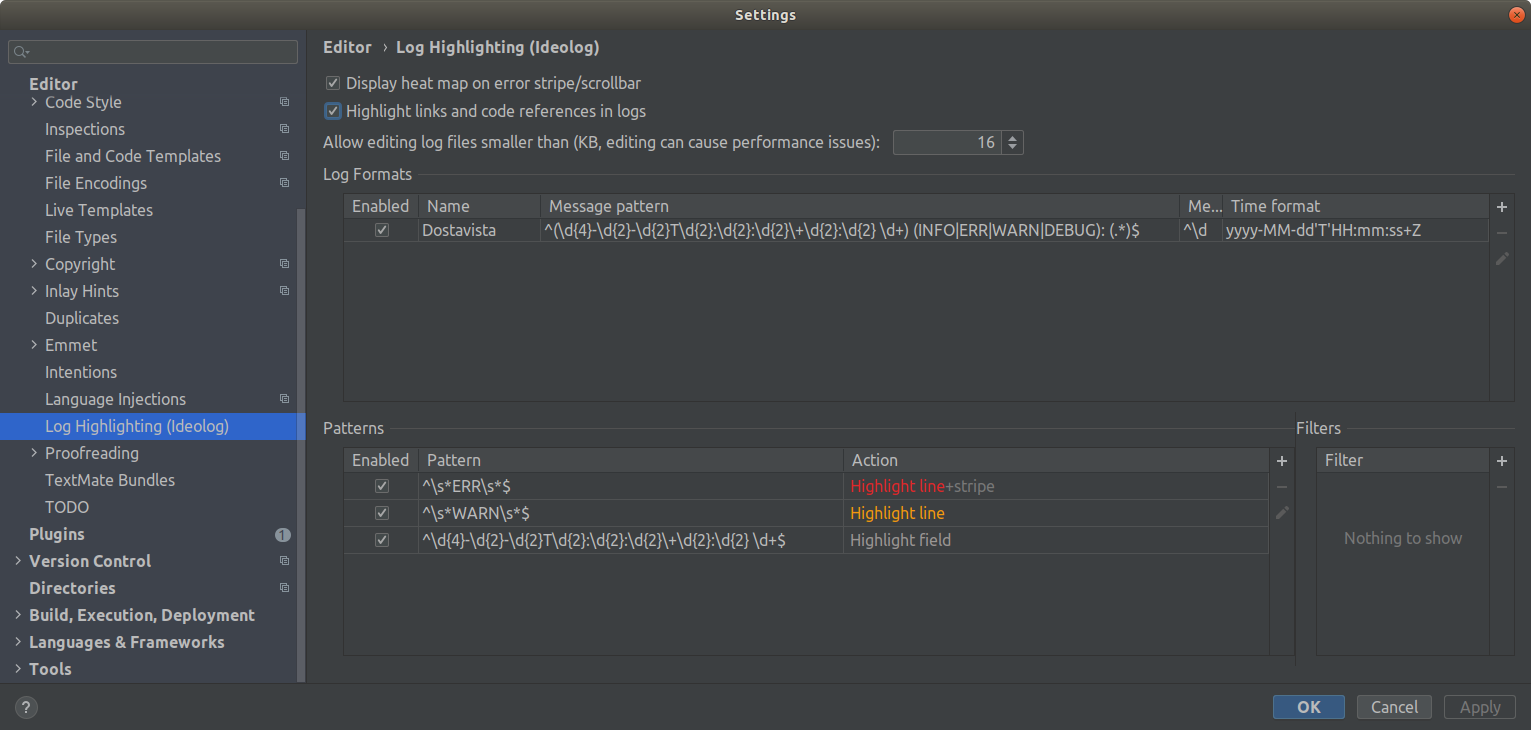 Settings
Editor
Code Style
Inspections
File and Code Templates
File Encodings
Live Templates
File Types
Copyright
Inlay Hints
Duplicates
Emmet
Intentions
Language Injections
Log Highlighting (Ideolog)
Proofreading
TextMate Bundles
TODO
Plugins 1
Version Control
Directories
Build, Execution, Deployment
Languages & Frameworks
Tools
Editor › Log Highlighting (Ideolog)
Display heat map on error stripe/scrollbar
Highlight links and code references in logs
Allow editing log files smaller than (KB, editing can cause performance issues): 16
Log Formats
Enabled Name Message pattern Me... Time format
Dostavista ^(\d{4}-\d{2}-\d{2}T\d{2}:\d{2}:\d{2}\+\d{2}:\d{2} \d+) (INFO|ERR|WARN|DEBUG): (.*)$ ^\d yyyy-MM-dd'T'HH:mm:ss+Z
Patterns
Enabled Pattern Action
^\s*ERR\s*$ Highlight line+stripe
^\s*WARN\s*$ Highlight line
^\d{4}-\d{2}-\d{2}T\d{2}:\d{2}:\d{2}\+\d{2}:\d{2} \d+$ Highlight field
Filters
Filter
Nothing to show
? OK Cancel Apply